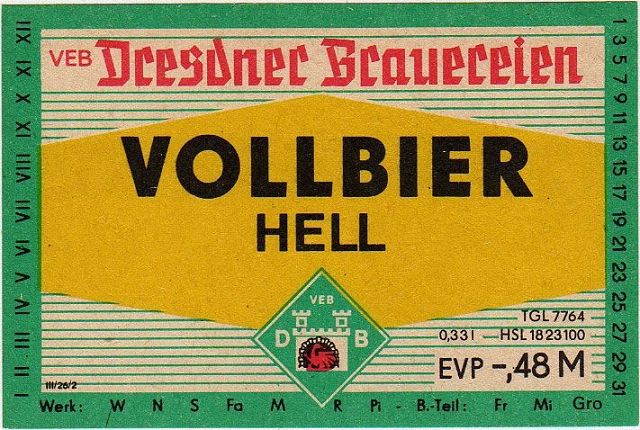 VEB Dresdner Brauereien
VOLLBIER
HELL
VEB
D B
TGL 7764
0,33 l — HSL 18 23 100
EVP -,48 M
III/26/2
I II III IV V VI VII VIII IX X XI XII
1 3 5 7 9 11 13 15 17 19 21 23 25 27 29 31
Werk: W N S Fa M R Pi - B.-Teil: Fr Mi Gro